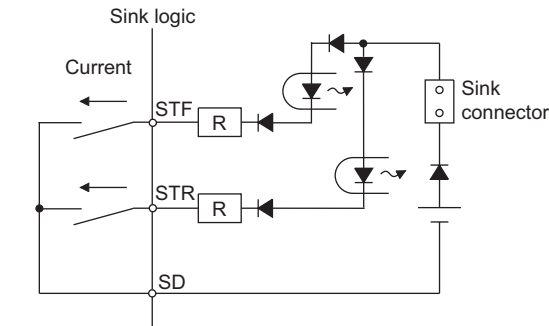 Sink logic
Current
STF
R
Sink
connector
STR
R
SD